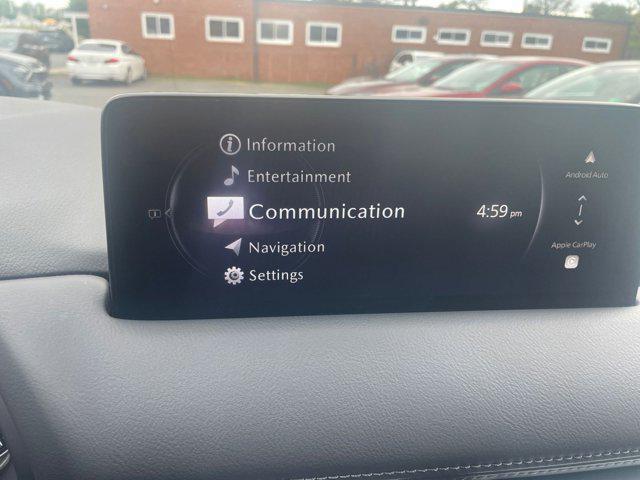 Information
Entertainment
Communication
Navigation
Settings
4:59 pm
Android Auto
Apple CarPlay